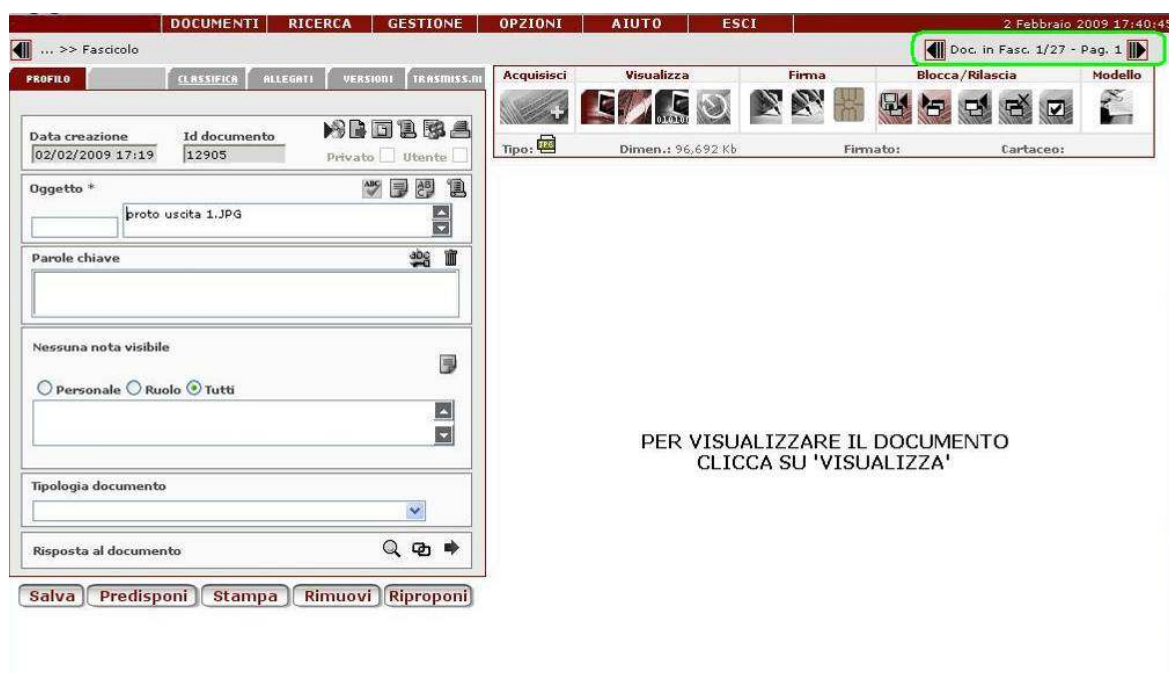 DOCUMENTI RICERCA GESTIONE OPZIONI AIUTO ESCI 2 Febbraio 2009 17:40:45
... >> Fascicolo
Doc. in Fasc. 1/27 - Pag. 1
PROFILO CLASSIFICA ALLEGATI VERSIONI TRASMISS.NI
Acquisisci Visualizza Firma Blocca/Rilascia Modello
Data creazione Id documento
02/02/2009 17:19 12905
Privato Utente
Tipo: Dimen.: 96,692 Kb Firmato: Cartaceo:
Oggetto *
proto uscita 1.JPG
Parole chiave
Nessuna nota visibile
Personale Ruolo Tutti
PER VISUALIZZARE IL DOCUMENTO
CLICCA SU 'VISUALIZZA'
Tipologia documento
Risposta al documento
Salva Predisponi Stampa Rimuovi Riproponi